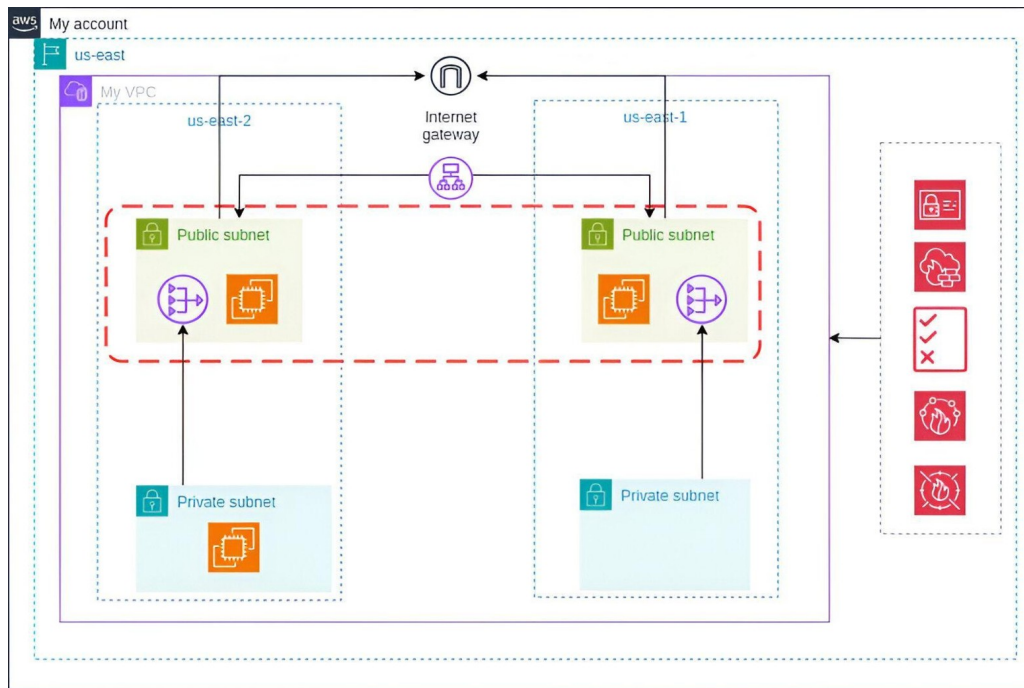 aws
My account
us-east
My VPC
us-east-2
Internet
gateway
us-east-1
Public subnet
Public subnet
Private subnet
Private subnet